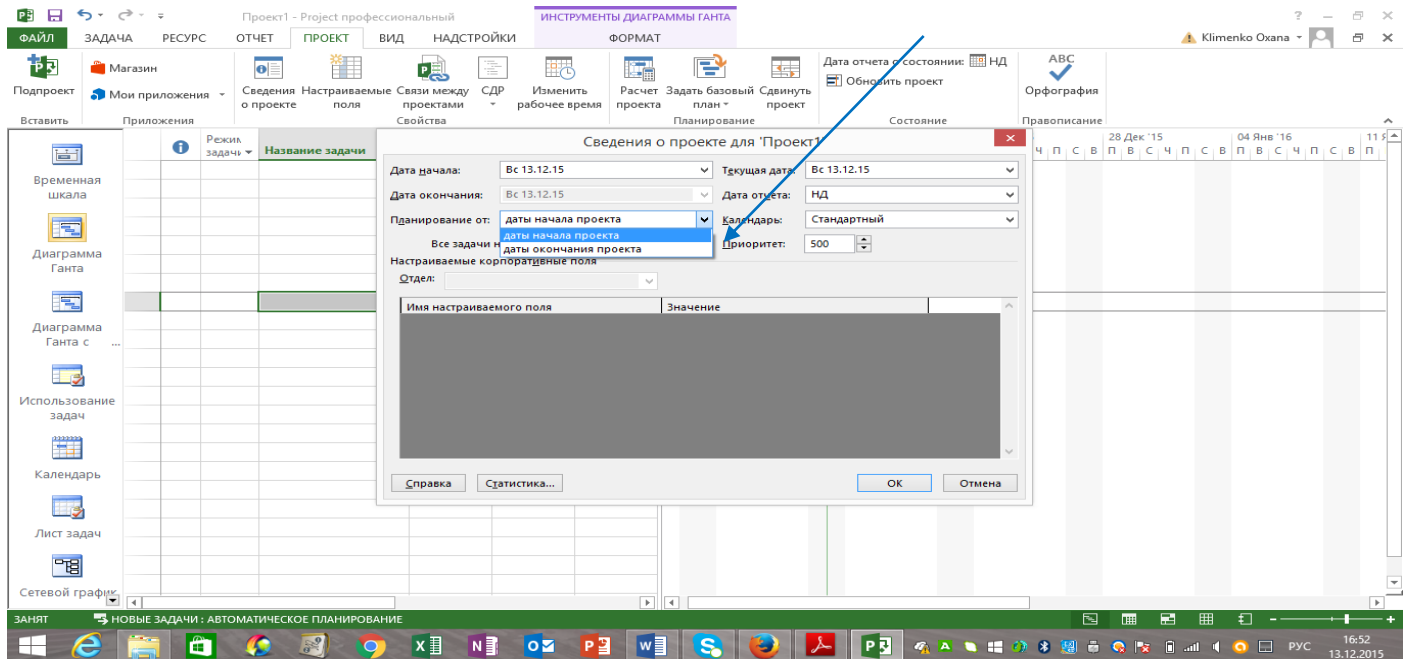 Проект1 - Project профессиональный
ИНСТРУМЕНТЫ ДИАГРАММЫ ГАНТА
ФАЙЛ ЗАДАЧА РЕСУРС ОТЧЕТ ПРОЕКТ ВИД НАДСТРОЙКИ ФОРМАТ
Klimenko Oxana
Подпроект
Магазин
Мои приложения
Сведения о проекте
Настраиваемые поля
Связи между проектами
СДР
Изменить рабочее время
Расчет проекта
Задать базовый план
Сдвинуть проект
Дата отчета о состоянии: НД
Обновить проект
ABC
Орфография
Вставить Приложения Свойства Планирование Состояние Правописание
Режим задачи
Название задачи
28 Дек '15 04 Янв '16
Ч П С В П В С Ч П С В П В С Ч П С В П
Временная шкала
Диаграмма Ганта
Диаграмма Ганта с ...
Использование задач
Календарь
Лист задач
Сетевой график
Сведения о проекте для 'Проект1'
Дата начала: Вс 13.12.15 Текущая дата: Вс 13.12.15
Дата окончания: Вс 13.12.15 Дата отчета: НД
Планирование от: даты начала проекта Календарь: Стандартный
даты начала проекта
даты окончания проекта
Все задачи н
Приоритет: 500
Настраиваемые корпоративные поля
Отдел:
Имя настраиваемого поля Значение
Справка Статистика... ОК Отмена
ЗАНЯТ НОВЫЕ ЗАДАЧИ : АВТОМАТИЧЕСКОЕ ПЛАНИРОВАНИЕ
РУС
16:52
13.12.2015